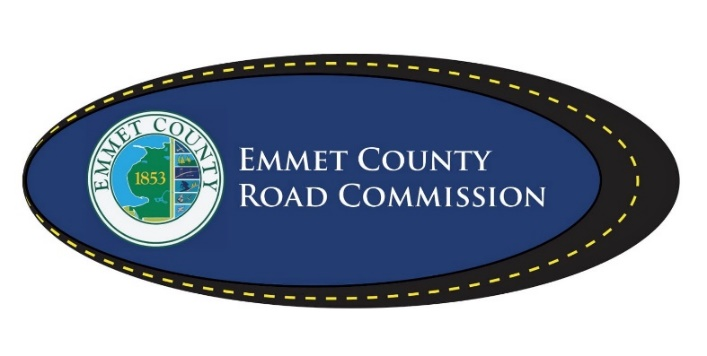 EMMET COUNTY
1853
EMMET COUNTY
ROAD COMMISSION